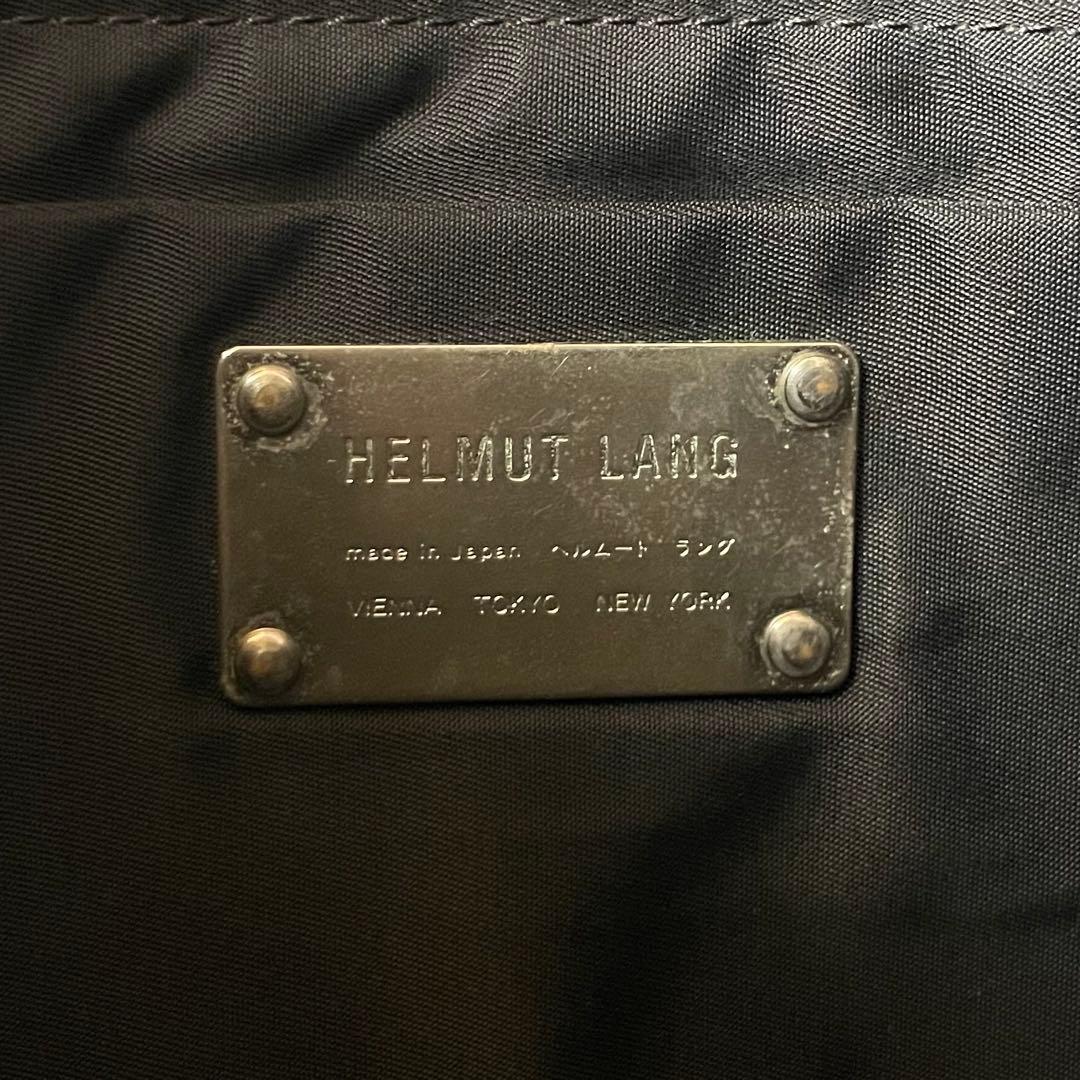 HELMUT LANG
made in Japan ヘルムート ラング
VIENNA TOKYO NEW YORK